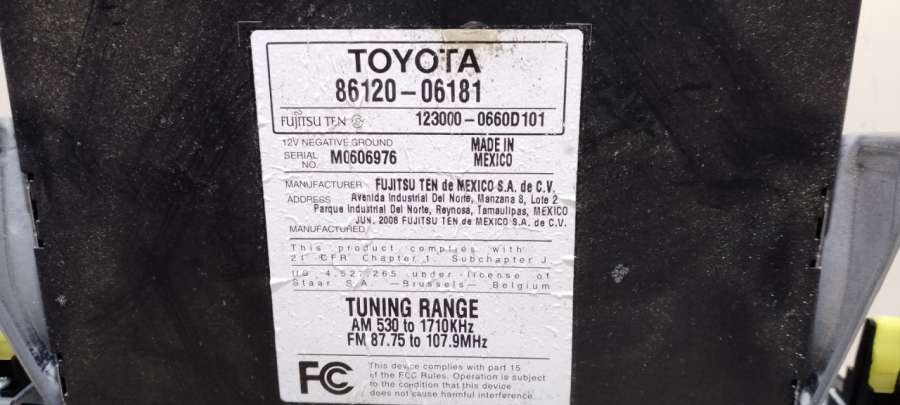 TOYOTA
86120-06181
FUJITSU TEN 123000-0660D101
12V NEGATIVE GROUND
SERIAL NO. M0606976
MADE IN MEXICO
MANUFACTURER FUJITSU TEN de MEXICO S.A. de C.V.
ADDRESS Avenida Industrial Del Norte, Manzana 8, Lote 2
Parque Industrial Del Norte, Reynosa, Tamaulipas, MEXICO
JUN. 2008 FUJITSU TEN de MEXICO S.A. de C.V.
MANUFACTURED
This product complies with
21 CFR Chapter 1, Subchapter J.
US 4,527,265 under license of
Staar S.A. —Brussels— Belgium
TUNING RANGE
AM 530 to 1710KHz
FM 87.75 to 107.9MHz
FC This device complies with part 15
of the FCC Rules. Operation is subject
to the condition that this device
does not cause harmful interference.